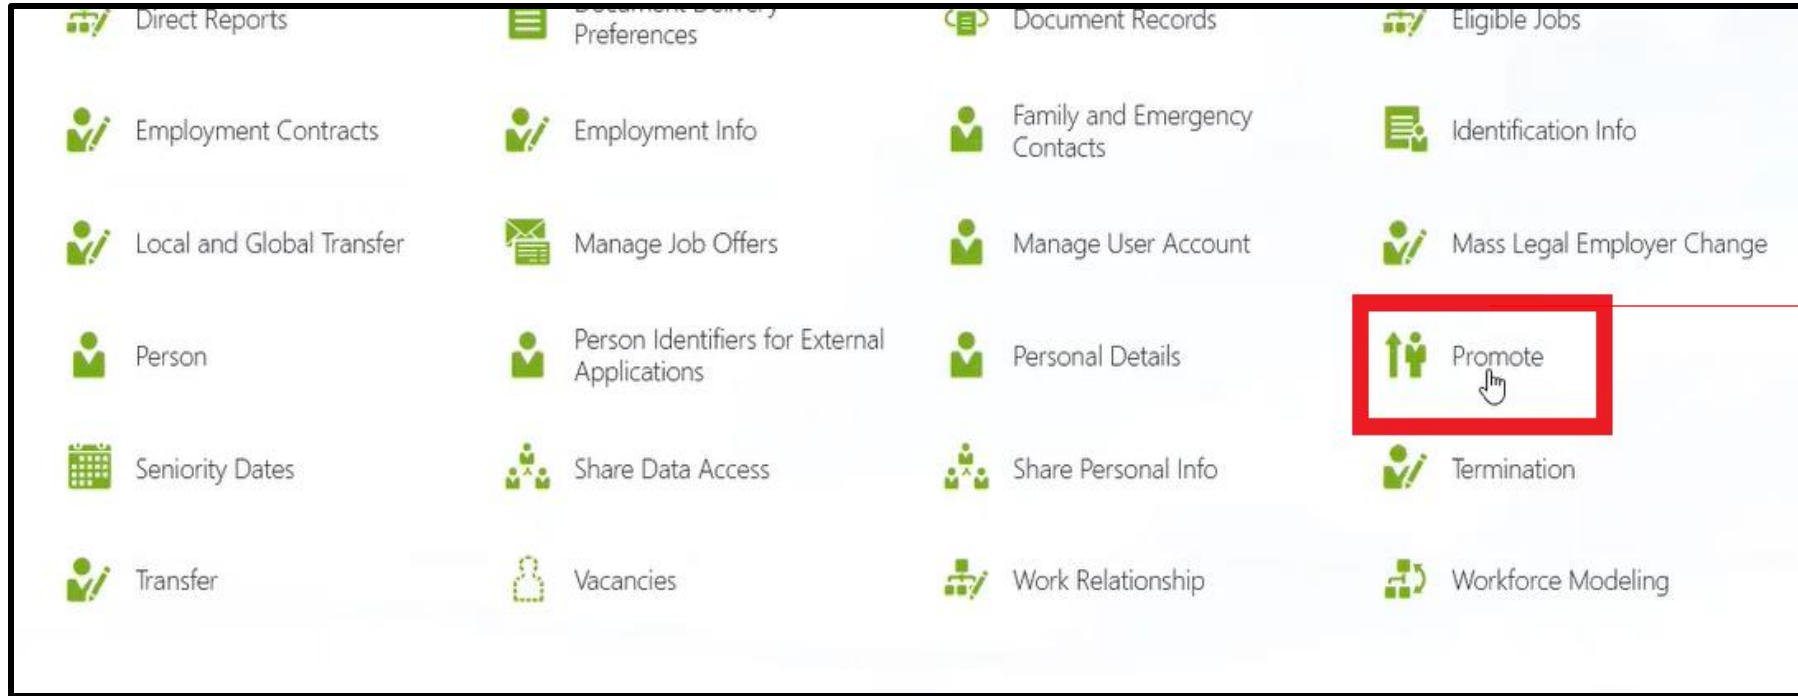 Direct Reports
Document Delivery
Preferences
Document Records
Eligible Jobs
Employment Contracts
Employment Info
Family and Emergency
Contacts
Identification Info
Local and Global Transfer
Manage Job Offers
Manage User Account
Mass Legal Employer Change
Person
Person Identifiers for External
Applications
Personal Details
Promote
Seniority Dates
Share Data Access
Share Personal Info
Termination
Transfer
Vacancies
Work Relationship
Workforce Modeling